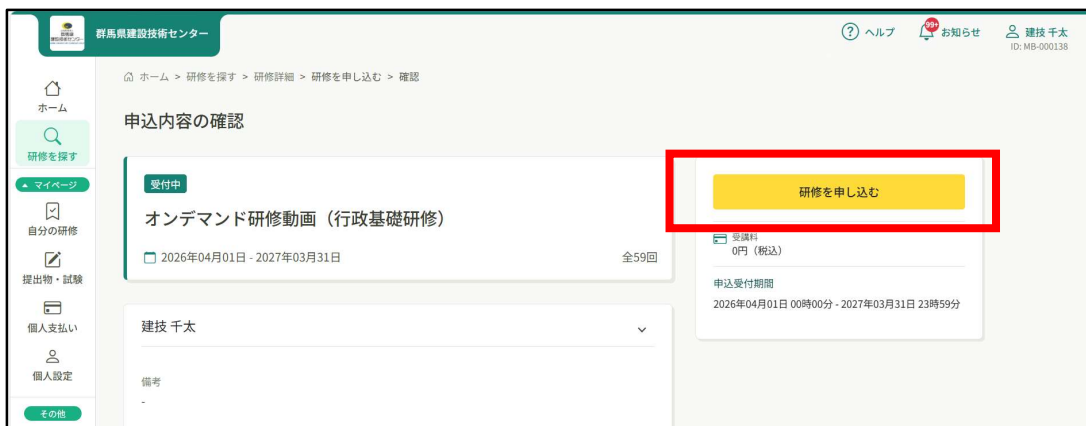 群馬県建設技術センター
ヘルプ
99+
お知らせ
建技 千太
ID: MB-000138
ホーム > 研修を探す > 研修詳細 > 研修を申し込む > 確認
ホーム
研修を探す
マイページ
自分の研修
提出物・試験
個人支払い
個人設定
その他
申込内容の確認
受付中
オンデマンド研修動画（行政基礎研修）
2026年04月01日 - 2027年03月31日
全59回
建技 千太
備考
-
研修を申し込む
受講料
0円（税込）
申込受付期間
2026年04月01日 00時00分 - 2027年03月31日 23時59分